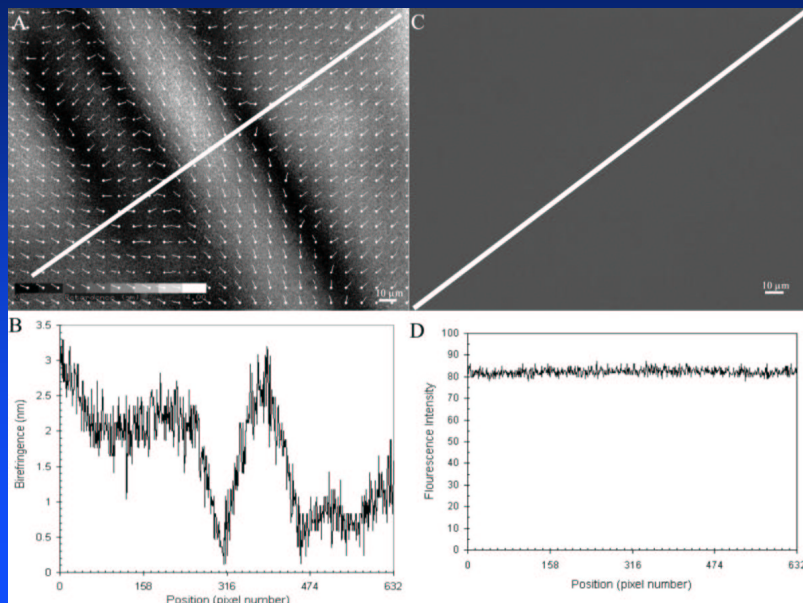 A
C
10 µm
10 µm
B
3.5
3
2.5
2
1.5
1
0.5
0
Birefringence (nm)
0
158
316
474
632
Position (pixel number)
D
100
90
80
70
60
50
40
30
20
10
0
Flourescence Intensity
0
158
316
474
632
Position (pixel number)